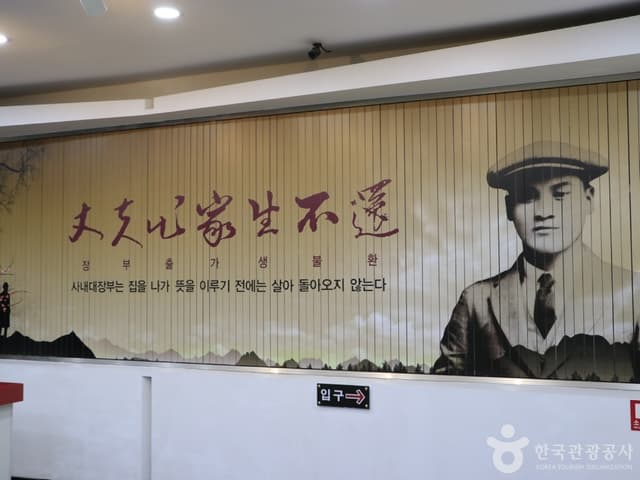 丈夫出家生不還
장부출가생불환
사내대장부는 집을 나가 뜻을 이루기 전에는 살아 돌아오지 않는다
입구
한국관광공사
KOREA TOURISM ORGANIZATION